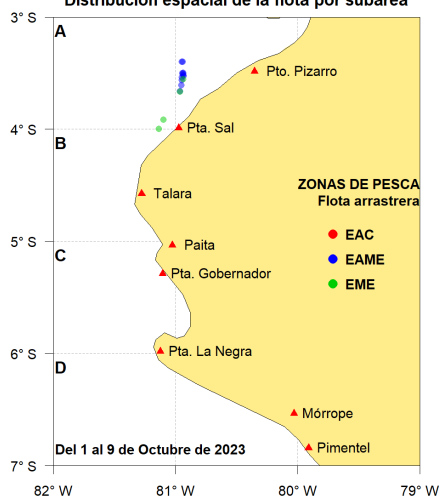 Distribución espacial de la flota por subárea
3° S
A
Pto. Pizarro
4° S
Pta. Sal
B
ZONAS DE PESCA
Talara
Flota arrastrera
EAC
5° S
Paita
C
EAME
Pta. Gobernador
EME
6° S
Pta. La Negra
D
Mórrope
Del 1 al 9 de Octubre de 2023
Pimentel
7° S
82° W
81° W
80° W
79° W